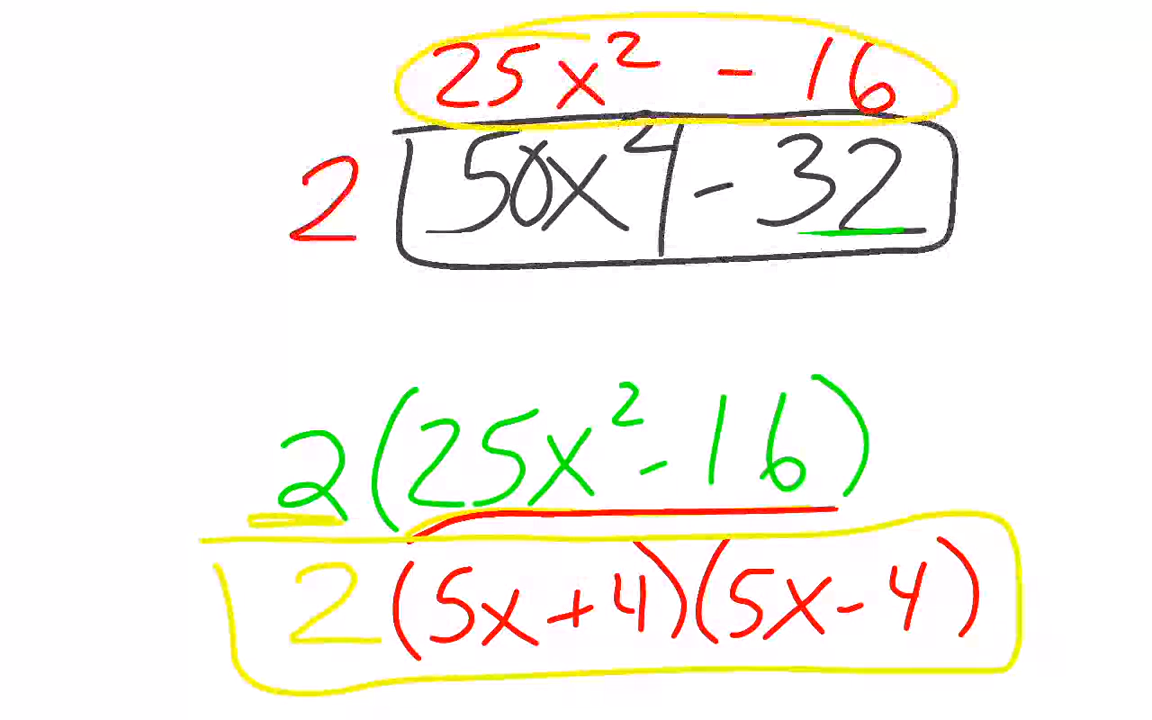 25x² - 16
2 50x⁴ - 32
2(25x² - 16)
2(5x+4)(5x-4)